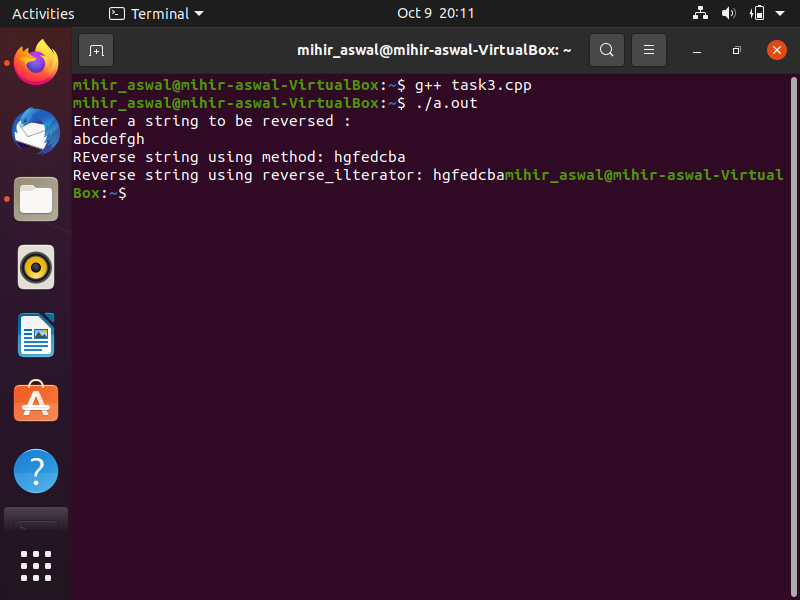 Activities
Terminal
Oct 9 20:11
mihir_aswal@mihir-aswal-VirtualBox: ~
mihir_aswal@mihir-aswal-VirtualBox:~$ g++ task3.cpp
mihir_aswal@mihir-aswal-VirtualBox:~$ ./a.out
Enter a string to be reversed :
abcdefgh
REverse string using method: hgfedcba
Reverse string using reverse_ilterator: hgfedcbamihir_aswal@mihir-aswal-Virtual
Box:~$